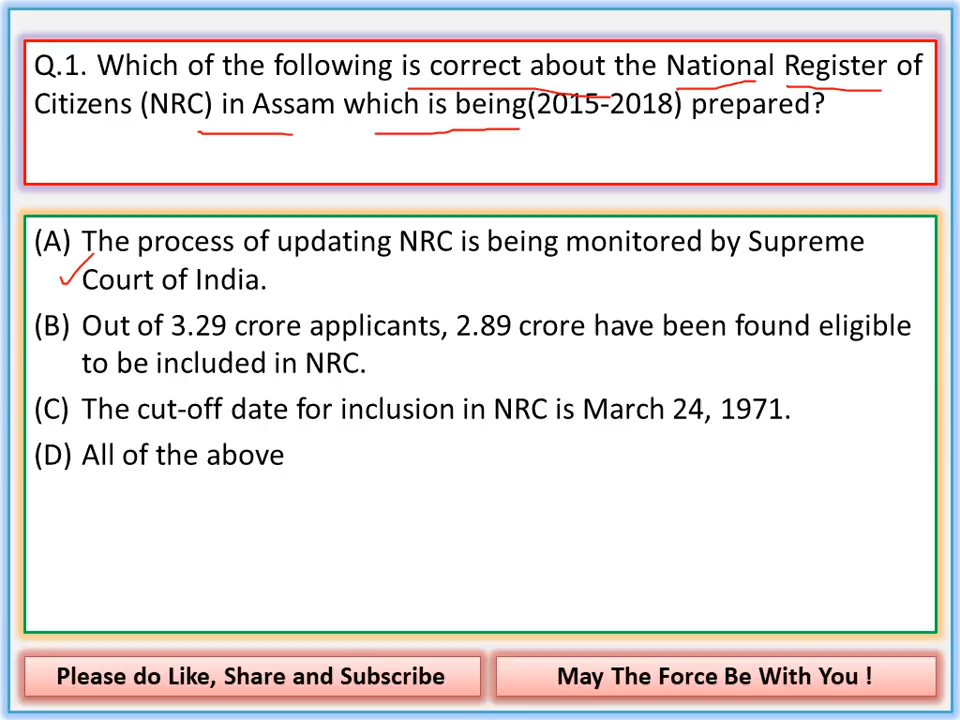 Q.1. Which of the following is correct about the National Register of
Citizens (NRC) in Assam which is being(2015-2018) prepared?
(A) The process of updating NRC is being monitored by Supreme
Court of India.
(B) Out of 3.29 crore applicants, 2.89 crore have been found eligible
to be included in NRC.
(C) The cut-off date for inclusion in NRC is March 24, 1971.
(D) All of the above
Please do Like, Share and Subscribe
May The Force Be With You !